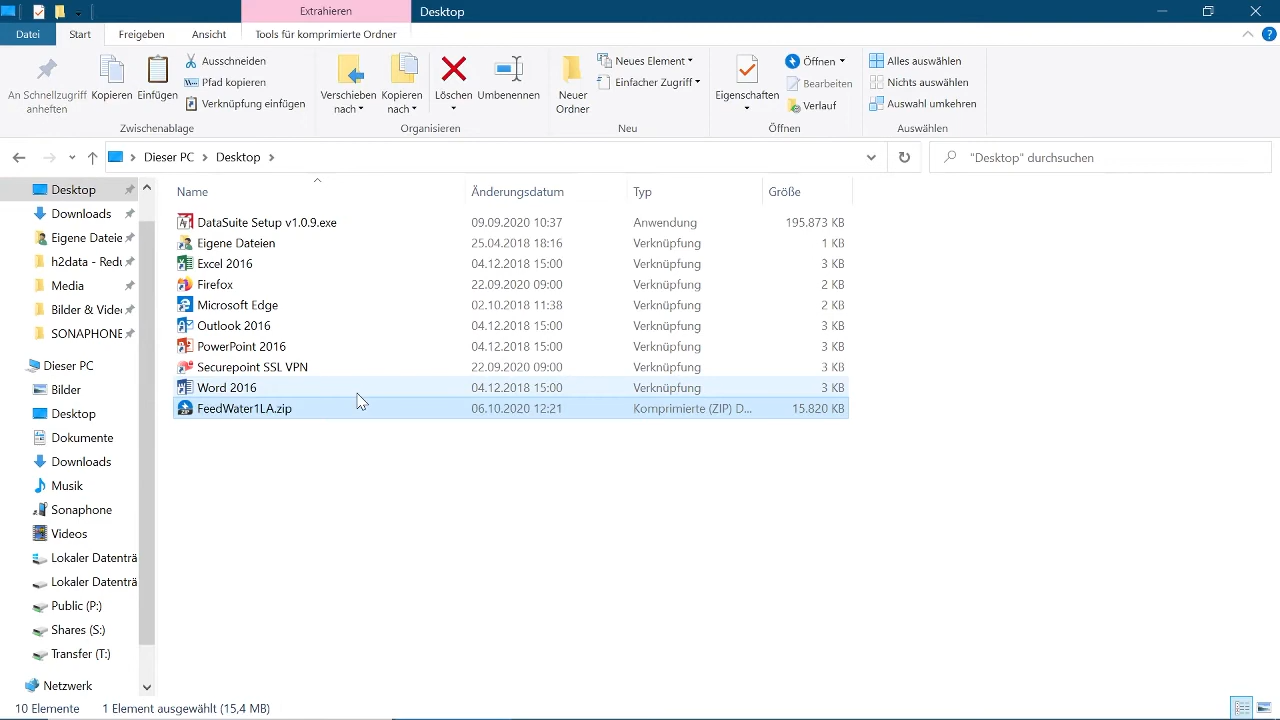 Extrahieren Desktop
Datei Start Freigeben Ansicht Tools für komprimierte Ordner
An Schnellzugriff anheften
Kopieren
Einfügen
Ausschneiden
Pfad kopieren
Verknüpfung einfügen
Zwischenablage
Verschieben nach
Kopieren nach
Löschen
Umbenennen
Organisieren
Neuer Ordner
Neues Element
Einfacher Zugriff
Neu
Eigenschaften
Öffnen
Bearbeiten
Verlauf
Öffnen
Alles auswählen
Nichts auswählen
Auswahl umkehren
Auswählen
Dieser PC Desktop
"Desktop" durchsuchen
Desktop
Downloads
Eigene Dateie
h2data - Redu
Media
Bilder & Vide
SONAPHONE
Dieser PC
Bilder
Desktop
Dokumente
Downloads
Musik
Sonaphone
Videos
Lokaler Datenträ
Lokaler Datenträ
Public (P:)
Shares (S:)
Transfer (T:)
Netzwerk
Name Änderungsdatum Typ Größe
DataSuite Setup v1.0.9.exe 09.09.2020 10:37 Anwendung 195.873 KB
Eigene Dateien 25.04.2018 18:16 Verknüpfung 1 KB
Excel 2016 04.12.2018 15:00 Verknüpfung 3 KB
Firefox 22.09.2020 09:00 Verknüpfung 2 KB
Microsoft Edge 02.10.2018 11:38 Verknüpfung 2 KB
Outlook 2016 04.12.2018 15:00 Verknüpfung 3 KB
PowerPoint 2016 04.12.2018 15:00 Verknüpfung 3 KB
Securepoint SSL VPN 22.09.2020 09:00 Verknüpfung 3 KB
Word 2016 04.12.2018 15:00 Verknüpfung 3 KB
FeedWater1LA.zip 06.10.2020 12:21 Komprimierte (ZIP) D... 15.820 KB
10 Elemente 1 Element ausgewählt (15,4 MB)